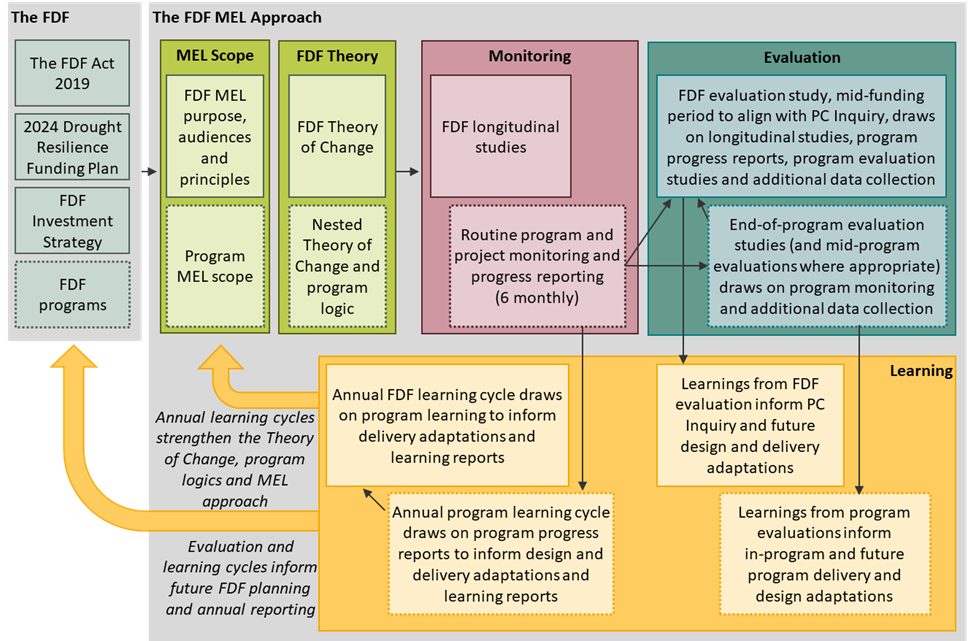 The FDF
The FDF Act
2019
2024 Drought
Resilience
Funding Plan
FDF
Investment
Strategy
FDF
programs
The FDF MEL Approach
MEL Scope
FDF MEL
purpose,
audiences
and
principles
Program
MEL scope
FDF Theory
FDF Theory
of Change
Nested
Theory of
Change and
program
logic
Monitoring
FDF longitudinal
studies
Routine program and
project monitoring and
progress reporting
(6 monthly)
Evaluation
FDF evaluation study, mid-funding
period to align with PC Inquiry, draws
on longitudinal studies, program
progress reports, program evaluation
studies and additional data collection
End-of-program evaluation
studies (and mid-program
evaluations where appropriate)
draws on program monitoring
and additional data collection
Learning
Annual FDF learning cycle draws
on program learning to inform
delivery adaptations and
learning reports
Learnings from FDF
evaluation inform PC
Inquiry and future
design and delivery
adaptations
Annual program learning cycle
draws on program progress
reports to inform design and
delivery adaptations and
learning reports
Learnings from program
evaluations inform
in-program and future
program delivery and
design adaptations
Annual learning cycles
strengthen the Theory
of Change, program
logics and MEL
approach
Evaluation and
learning cycles inform
future FDF planning
and annual reporting